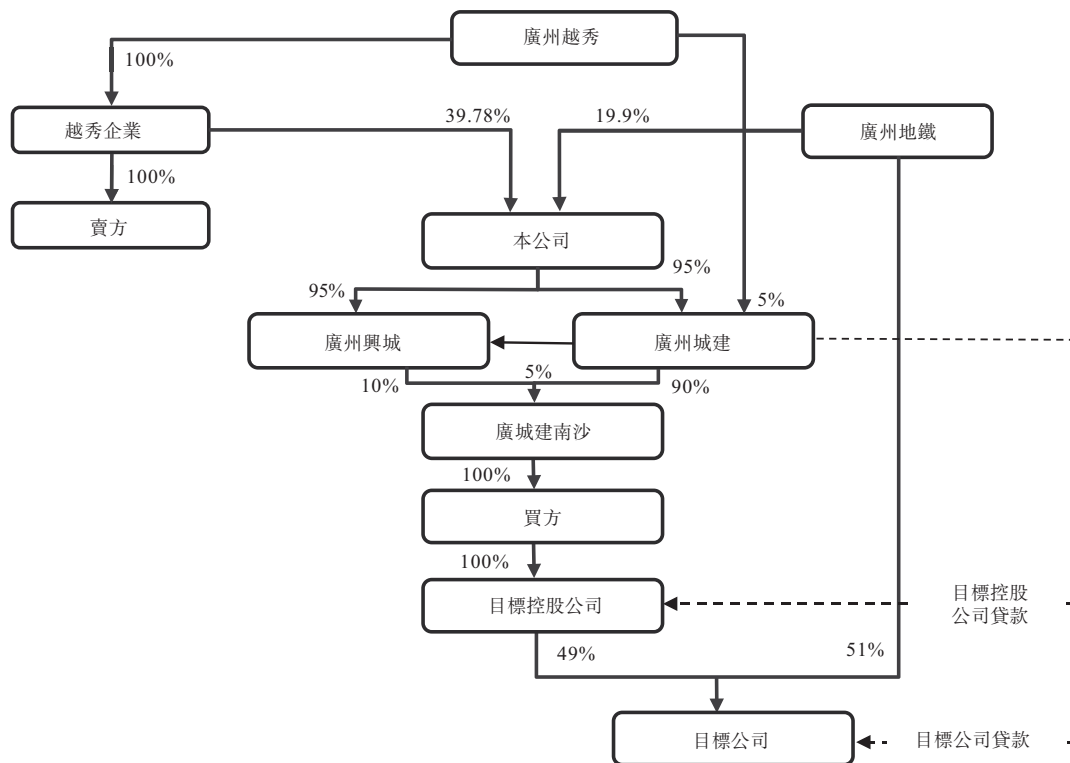 廣州越秀
100%
越秀企業
39.78%
19.9%
廣州地鐵
100%
賣方
本公司
95%
95%
5%
廣州興城
廣州城建
10%
5%
90%
廣城建南沙
100%
買方
100%
目標控股公司
目標控股
公司貸款
49%
51%
目標公司
目標公司貸款